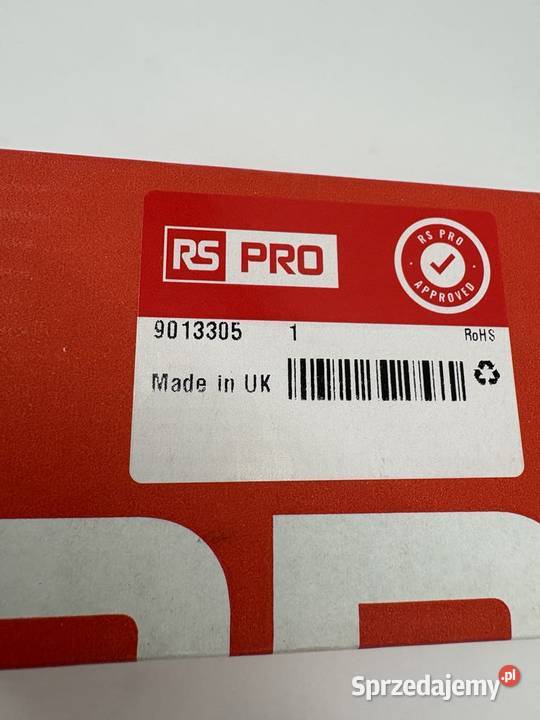 RS PRO
RS PRO
APPROVED
9013305 1 RoHS
Made in UK
Sprzedajemy.pl